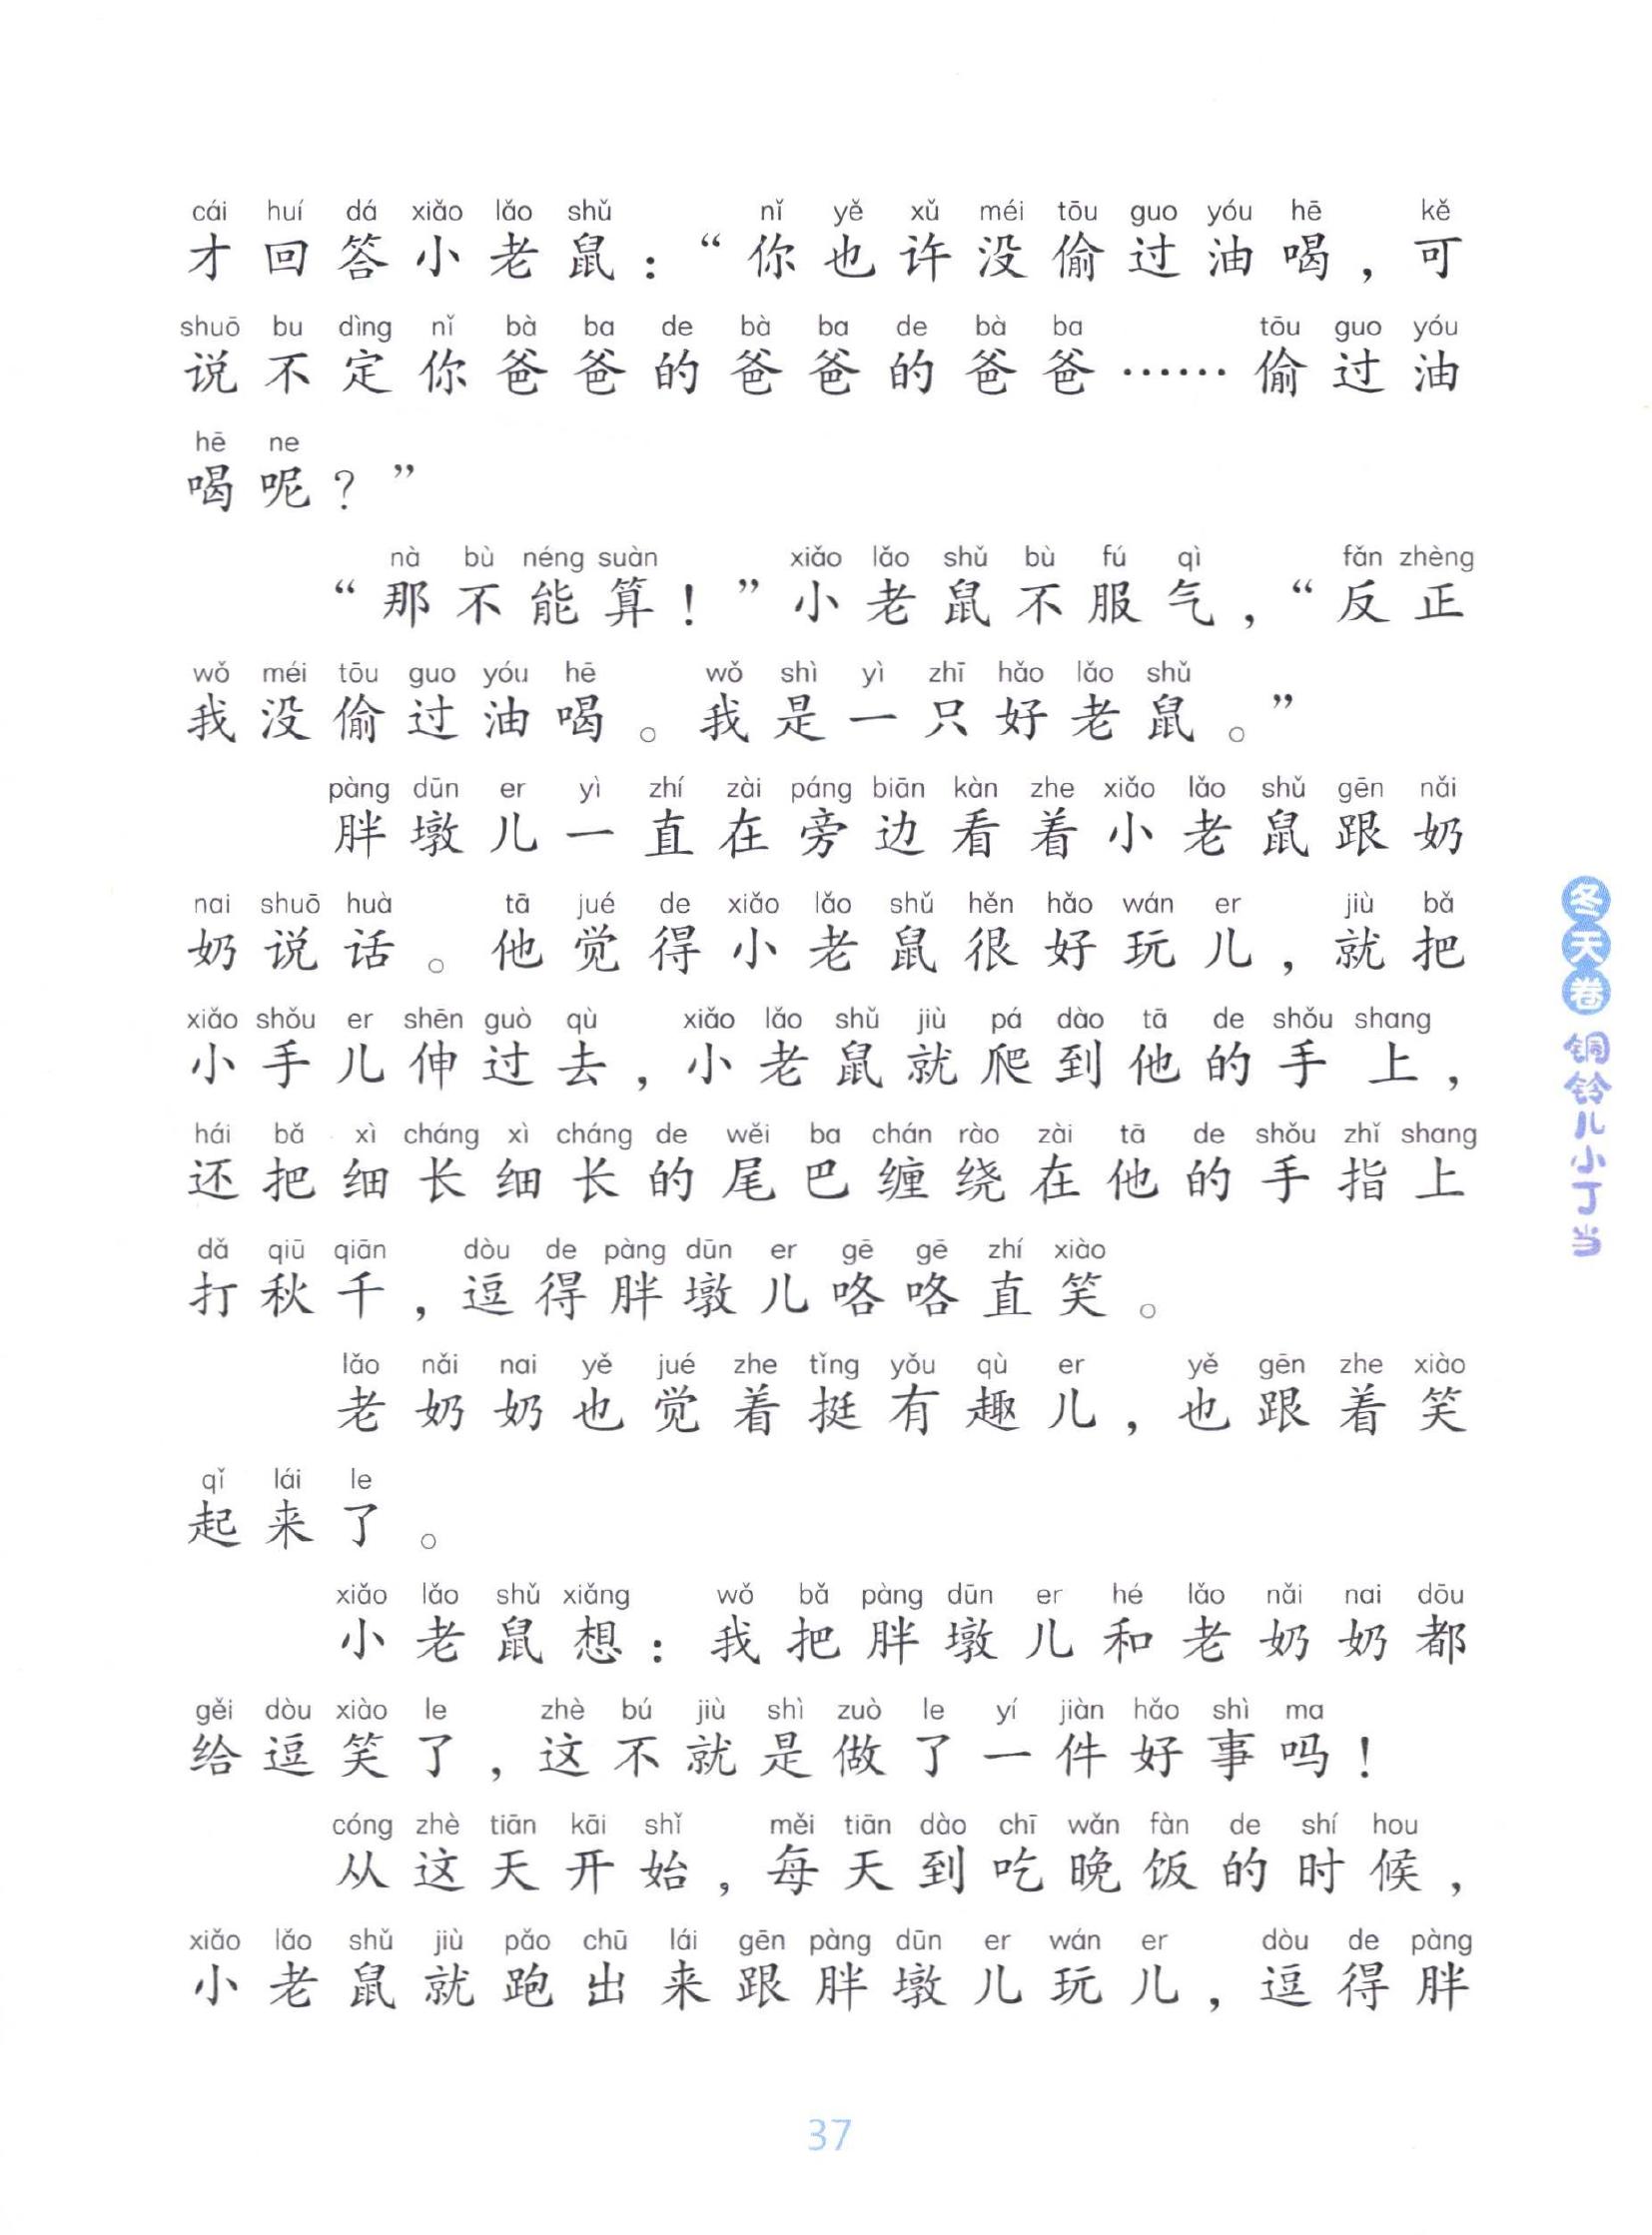 cái huí dá xiǎo lǎo shǔ nǐ yě xǔ méi tōu guo yóu hē kě
才回答小老鼠：“你也许没偷过油喝，可
shuō bu dìng nǐ bà ba de bà ba de bà ba tōu guo yóu
说不定你爸爸的爸爸的爸爸……偷过油
hē ne
喝呢？”
nà bù néng suàn xiǎo lǎo shǔ bù fú qì fǎn zhèng
“那不能算！”小老鼠不服气，“反正
wǒ méi tōu guo yóu hē wǒ shì yì zhī hǎo lǎo shǔ
我没偷过油喝。我是一只好老鼠。”
pàng dūn er yì zhí zài páng biān kàn zhe xiǎo lǎo shǔ gēn nǎi
胖墩儿一直在旁边看着小老鼠跟奶
nai shuō huà tā jué de xiǎo lǎo shǔ hěn hǎo wán er jiù bǎ
奶说话。他觉得小老鼠很好玩儿，就把
xiǎo shǒu er shēn guò qù xiǎo lǎo shǔ jiù pá dào tā de shǒu shang
小手儿伸过去，小老鼠就爬到他的手上，
hái bǎ xì cháng xì cháng de wěi ba chán rào zài tā de shǒu zhǐ shang
还把细长细长的尾巴缠绕在他的手指上
dǎ qiū qiān dòu de pàng dūn er gē gē zhí xiào
打秋千，逗得胖墩儿咯咯直笑。
lǎo nǎi nai yě jué zhe tǐng yǒu qù er yě gēn zhe xiào
老奶奶也觉着挺有趣儿，也跟着笑
qǐ lái le
起来了。
xiǎo lǎo shǔ xiǎng wǒ bǎ pàng dūn er hé lǎo nǎi nai dōu
小老鼠想：我把胖墩儿和老奶奶都
gěi dòu xiào le zhè bú jiù shì zuò le yí jiàn hǎo shì ma
给逗笑了，这不就是做了一件好事吗！
cóng zhè tiān kāi shǐ měi tiān dào chī wǎn fàn de shí hou
从这天开始，每天到吃晚饭的时候，
xiǎo lǎo shǔ jiù pǎo chū lái gēn pàng dūn er wán er dòu de pàng
小老鼠就跑出来跟胖墩儿玩儿，逗得胖
冬天卷 铜铃儿小丁当
37